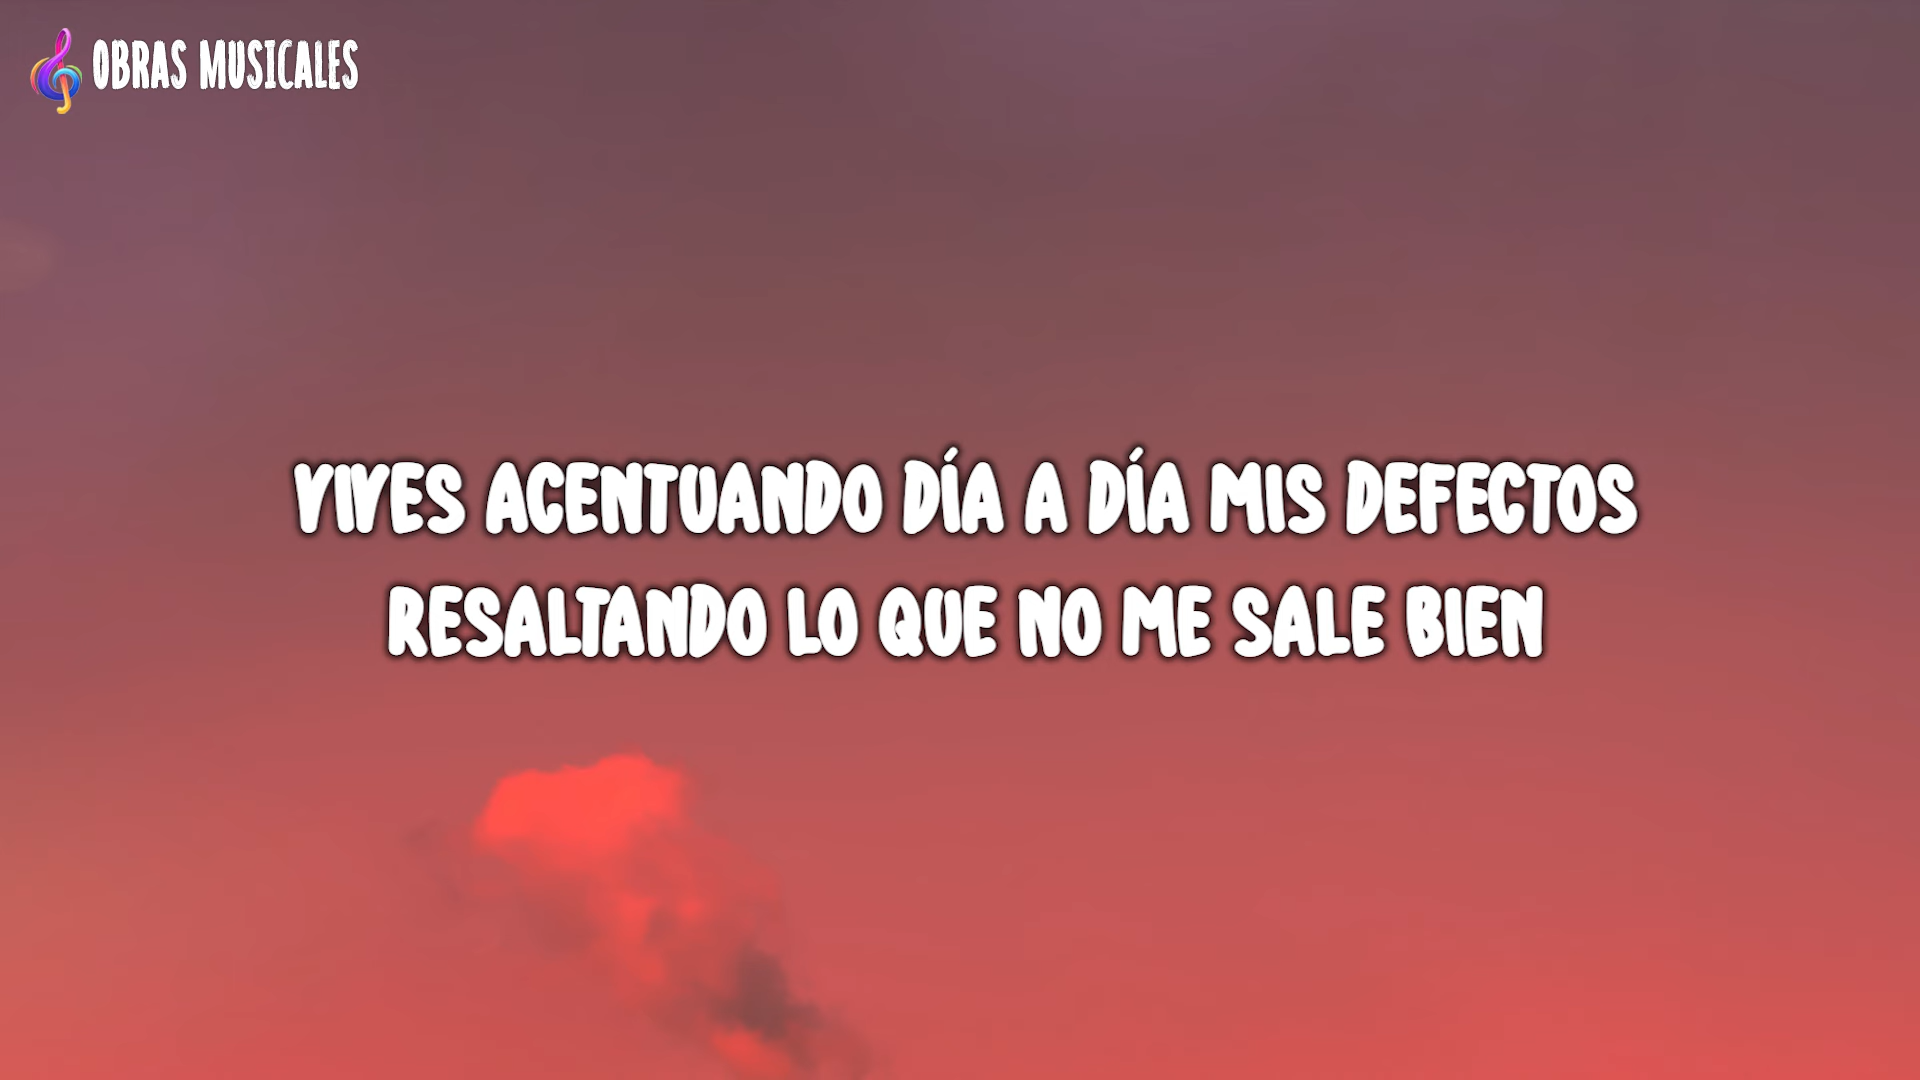 OBRAS MUSICALES
VIVES ACENTUANDO DÍA A DÍA MIS DEFECTOS
RESALTANDO LO QUE NO ME SALE BIEN